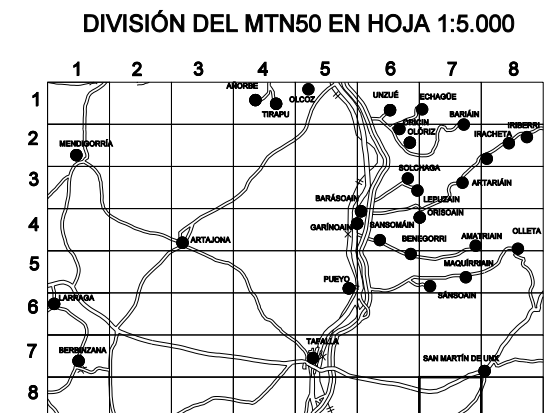 DIVISIÓN DEL MTN50 EN HOJA 1:5.000
1 2 3 4 5 6 7 8
1
2
3
4
5
6
7
8
AÑORBE
TIRAPU
OLCOZ
UNZUÉ
ECHAGÜE
ORICIN
OLÓRIZ
BARIÁIN
IRIBERRI
IRACHETA
MENDIGORRÍA
SOLCHAGA
LEPUZAIN
ARTARIÁIN
BARÁSOAIN
ORISOAIN
GARÍNOAIN
SANSOMÁIN
BENEGORRI
AMATRIAIN
OLLETA
ARTAJONA
MAQUÍRRIAIN
PUEYO
SÁNSOAIN
LARRAGA
TAFALLA
BERBINZANA
SAN MARTÍN DE UNX